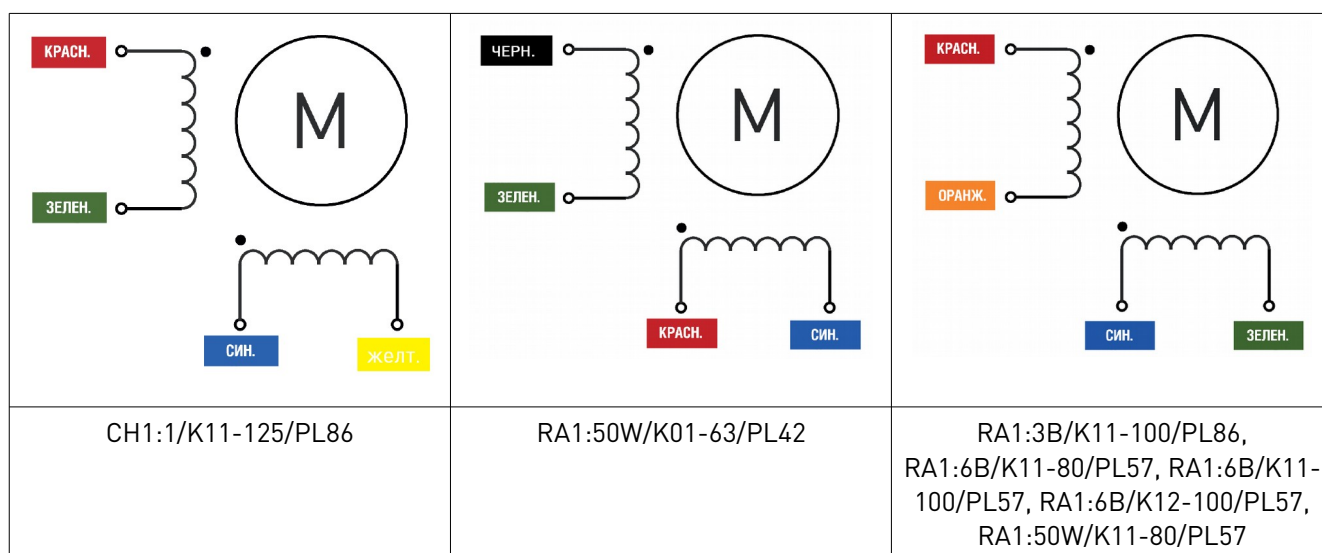 КРАСН.
М
ЗЕЛЕН.
СИН.
желт.
ЧЕРН.
М
ЗЕЛЕН.
КРАСН.
СИН.
КРАСН.
М
ОРАНЖ.
СИН.
ЗЕЛЕН.
CH1:1/K11-125/PL86
RA1:50W/K01-63/PL42
RA1:3B/K11-100/PL86,
RA1:6B/K11-80/PL57, RA1:6B/K11-
100/PL57, RA1:6B/K12-100/PL57,
RA1:50W/K11-80/PL57